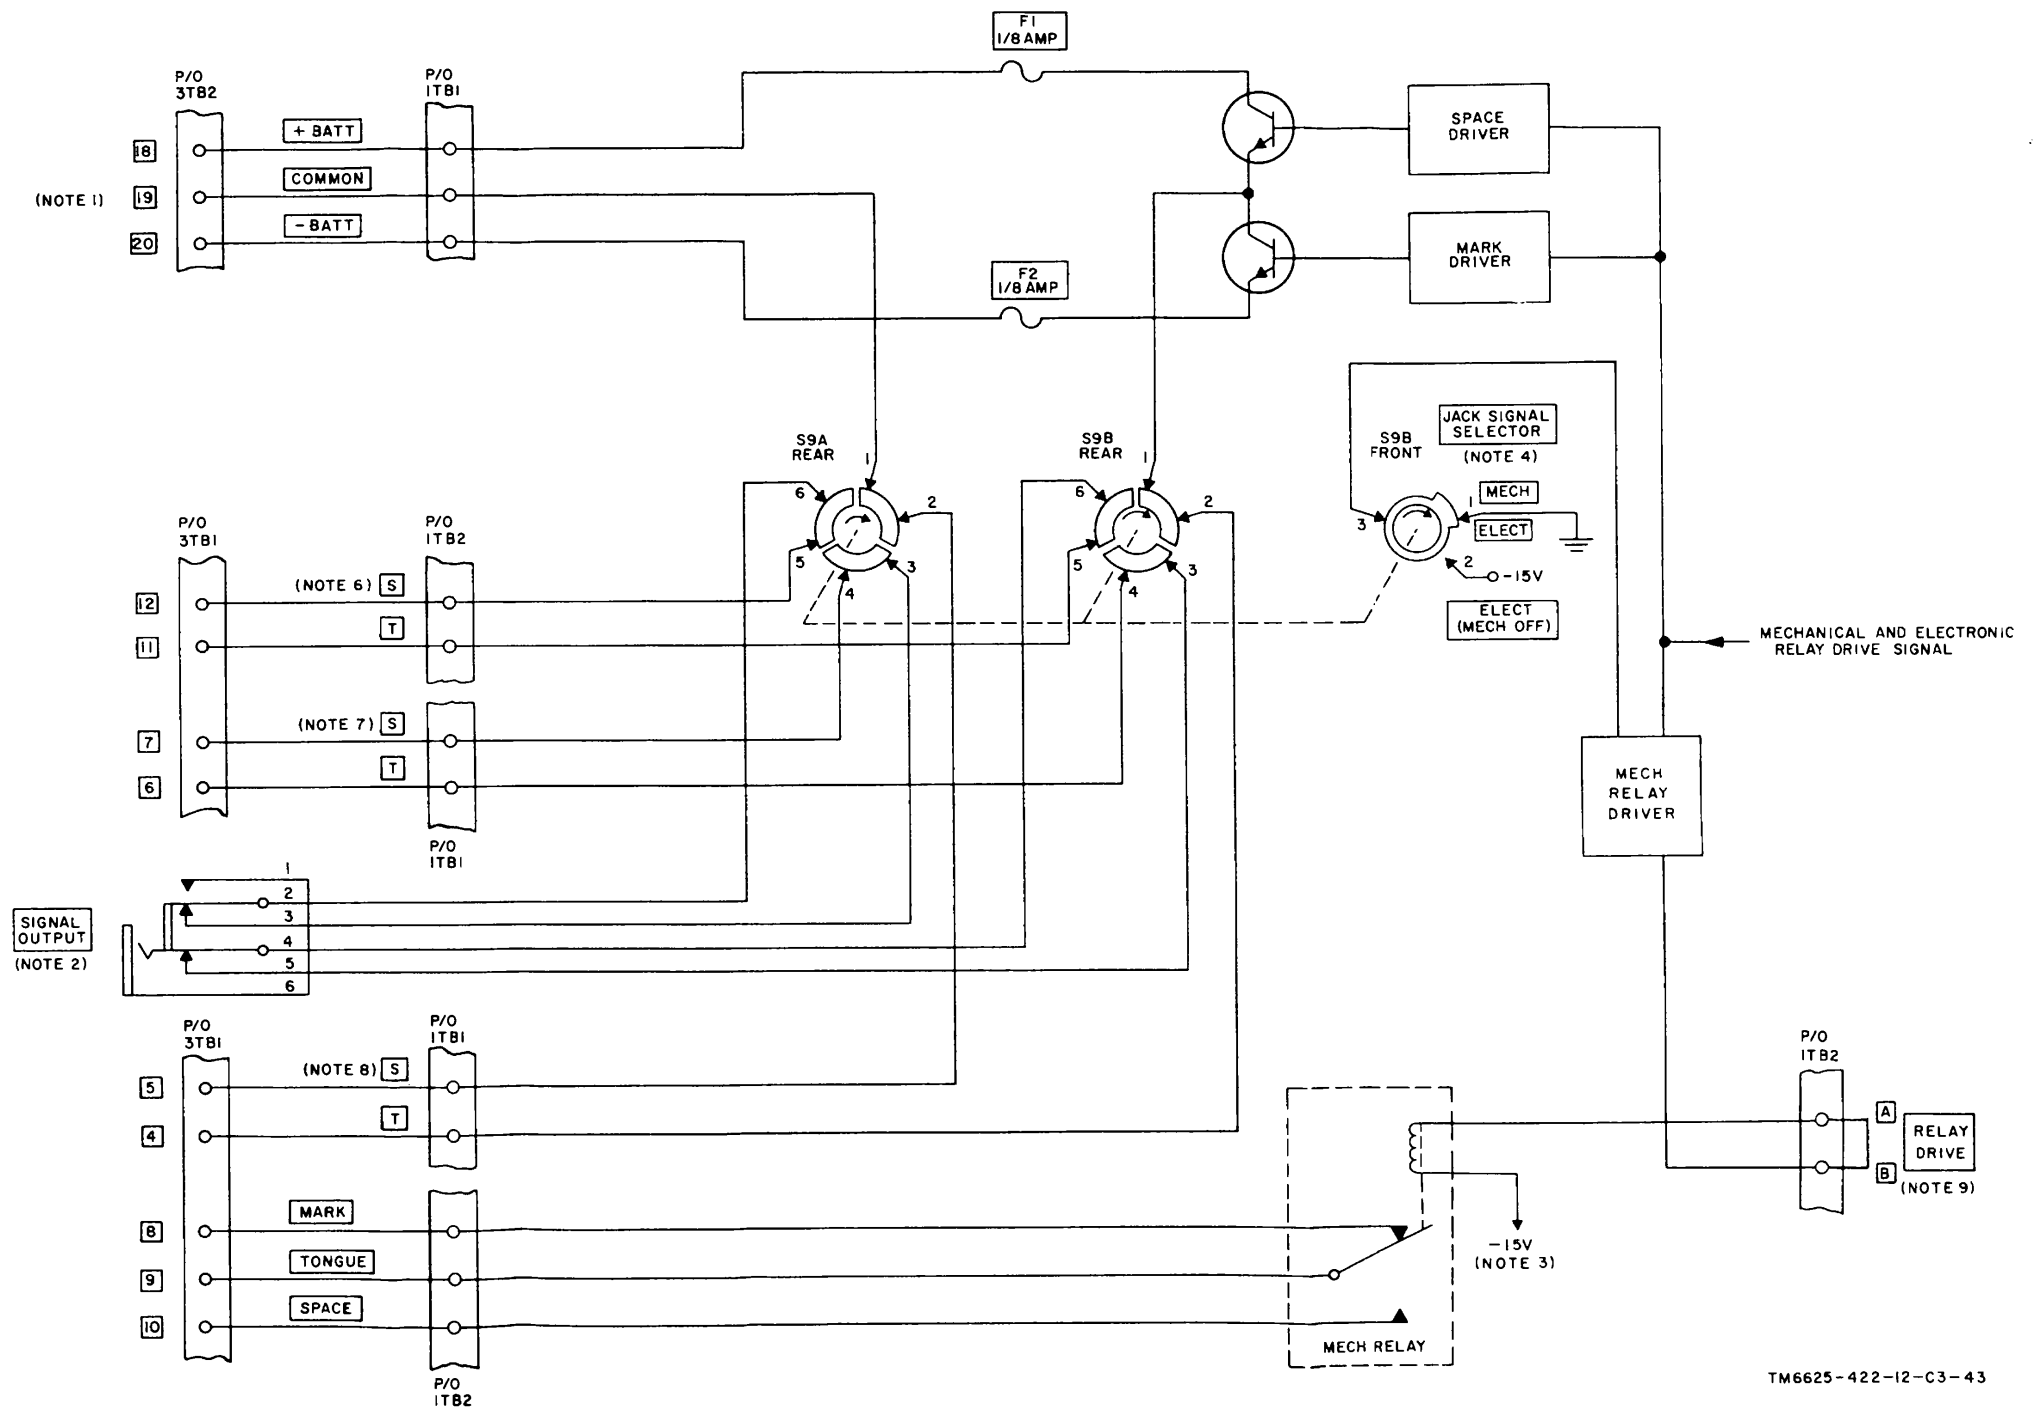 F1
1/8 AMP
P/O
3TB2
P/O
1TB1
+ BATT
18
COMMON
(NOTE 1)
19
- BATT
20
SPACE
DRIVER
MARK
DRIVER
F2
1/8 AMP
S9A
REAR
1
2
3
4
5
6
S9B
REAR
1
2
3
4
5
6
S9B
FRONT
JACK SIGNAL
SELECTOR
(NOTE 4)
MECH
1
ELECT
3
2
-15V
ELECT
(MECH OFF)
MECHANICAL AND ELECTRONIC
RELAY DRIVE SIGNAL
P/O
3TB1
P/O
1TB2
(NOTE 6) S
12
T
11
(NOTE 7) S
7
T
6
P/O
1TB1
MECH
RELAY
DRIVER
SIGNAL
OUTPUT
(NOTE 2)
1
2
3
4
5
6
P/O
3TB1
P/O
1TB1
(NOTE 8) S
5
T
4
MARK
8
TONGUE
9
SPACE
10
P/O
1TB2
-15V
(NOTE 3)
MECH RELAY
P/O
1TB2
A
B
RELAY
DRIVE
(NOTE 9)
TM6625-422-12-C3-43